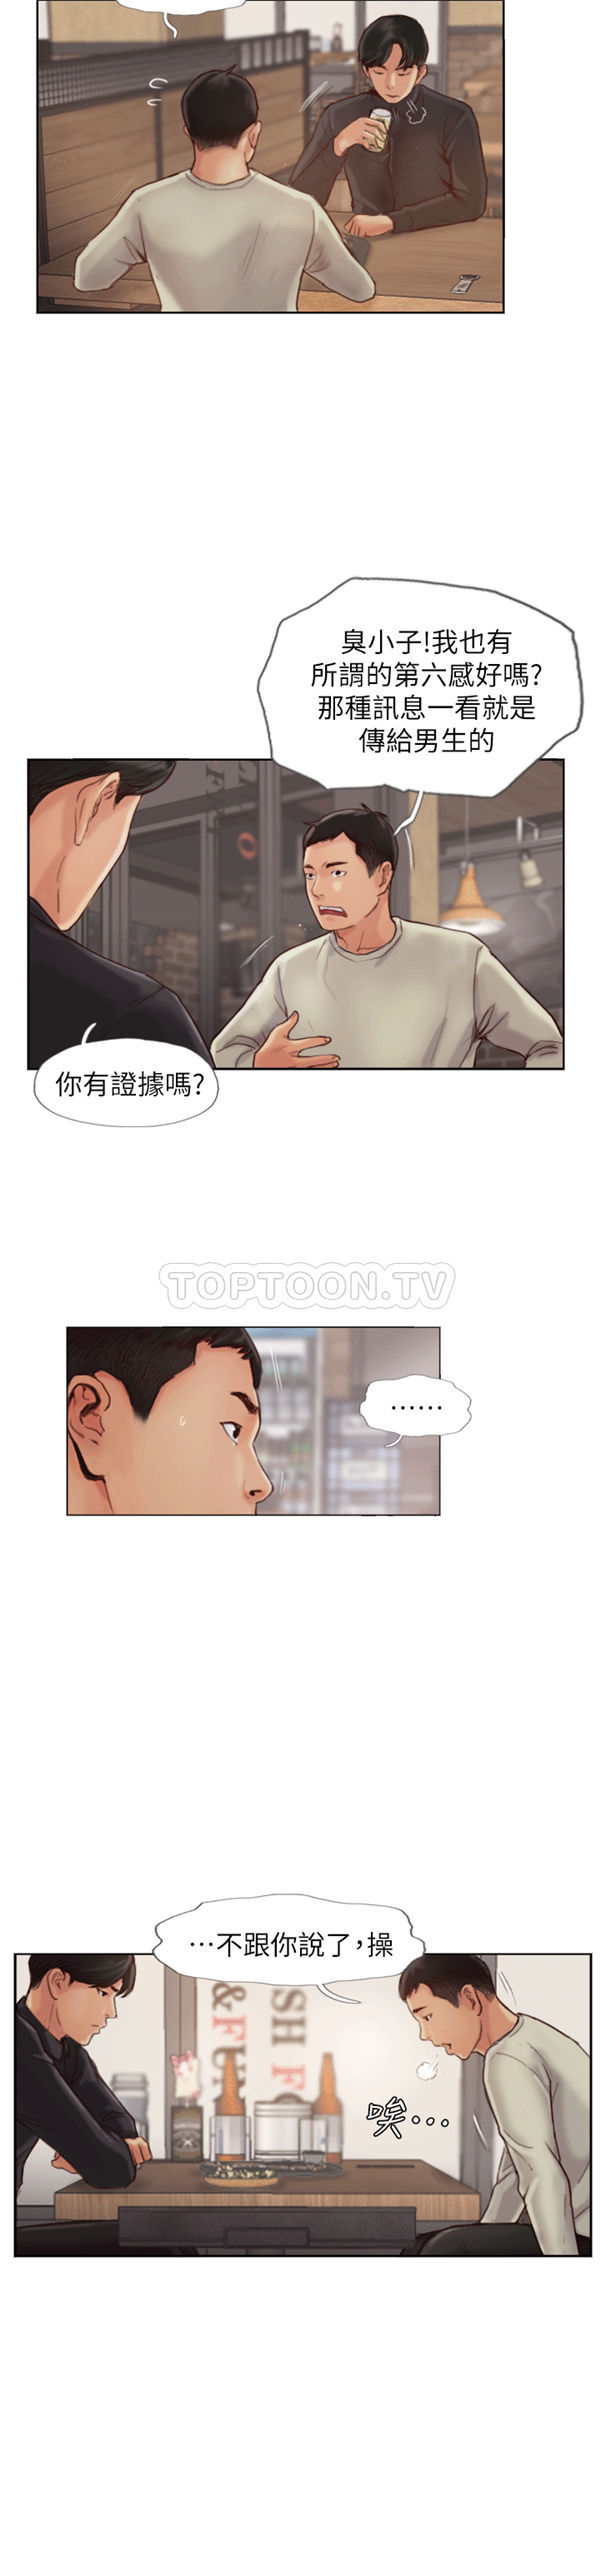 臭小子!我也有
所謂的第六感好嗎?
那種訊息一看就是
傳給男生的
你有證據嗎?
TOPTOON.TV
⋯⋯
⋯不跟你說了,操
SH F
&FUN
唉⋯